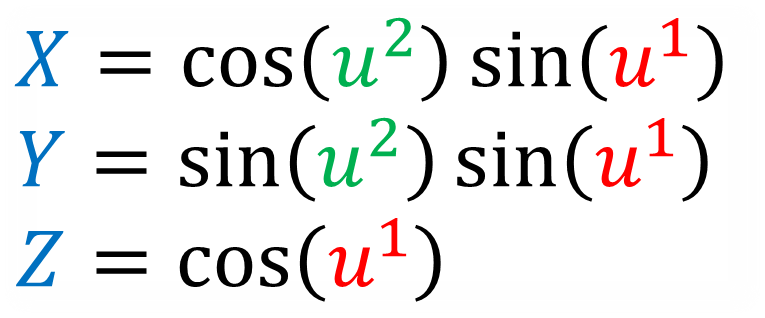 X = cos(u²) sin(u¹)
Y = sin(u²) sin(u¹)
Z = cos(u¹)